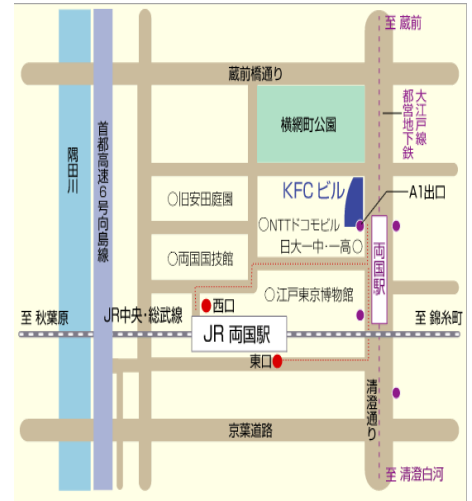 至 蔵前
蔵前橋通り
大江戸線
都営地下鉄
横網町公園
隅田川
首都高速6号向島線
KFC ビル
A1出口
○旧安田庭園
○NTTドコモビル
日大一中・一高○
○両国国技館
両国駅
○江戸東京博物館
西口
至 秋葉原
JR中央・総武線
至 錦糸町
JR 両国駅
東口
清澄通り
京葉道路
至 清澄白河